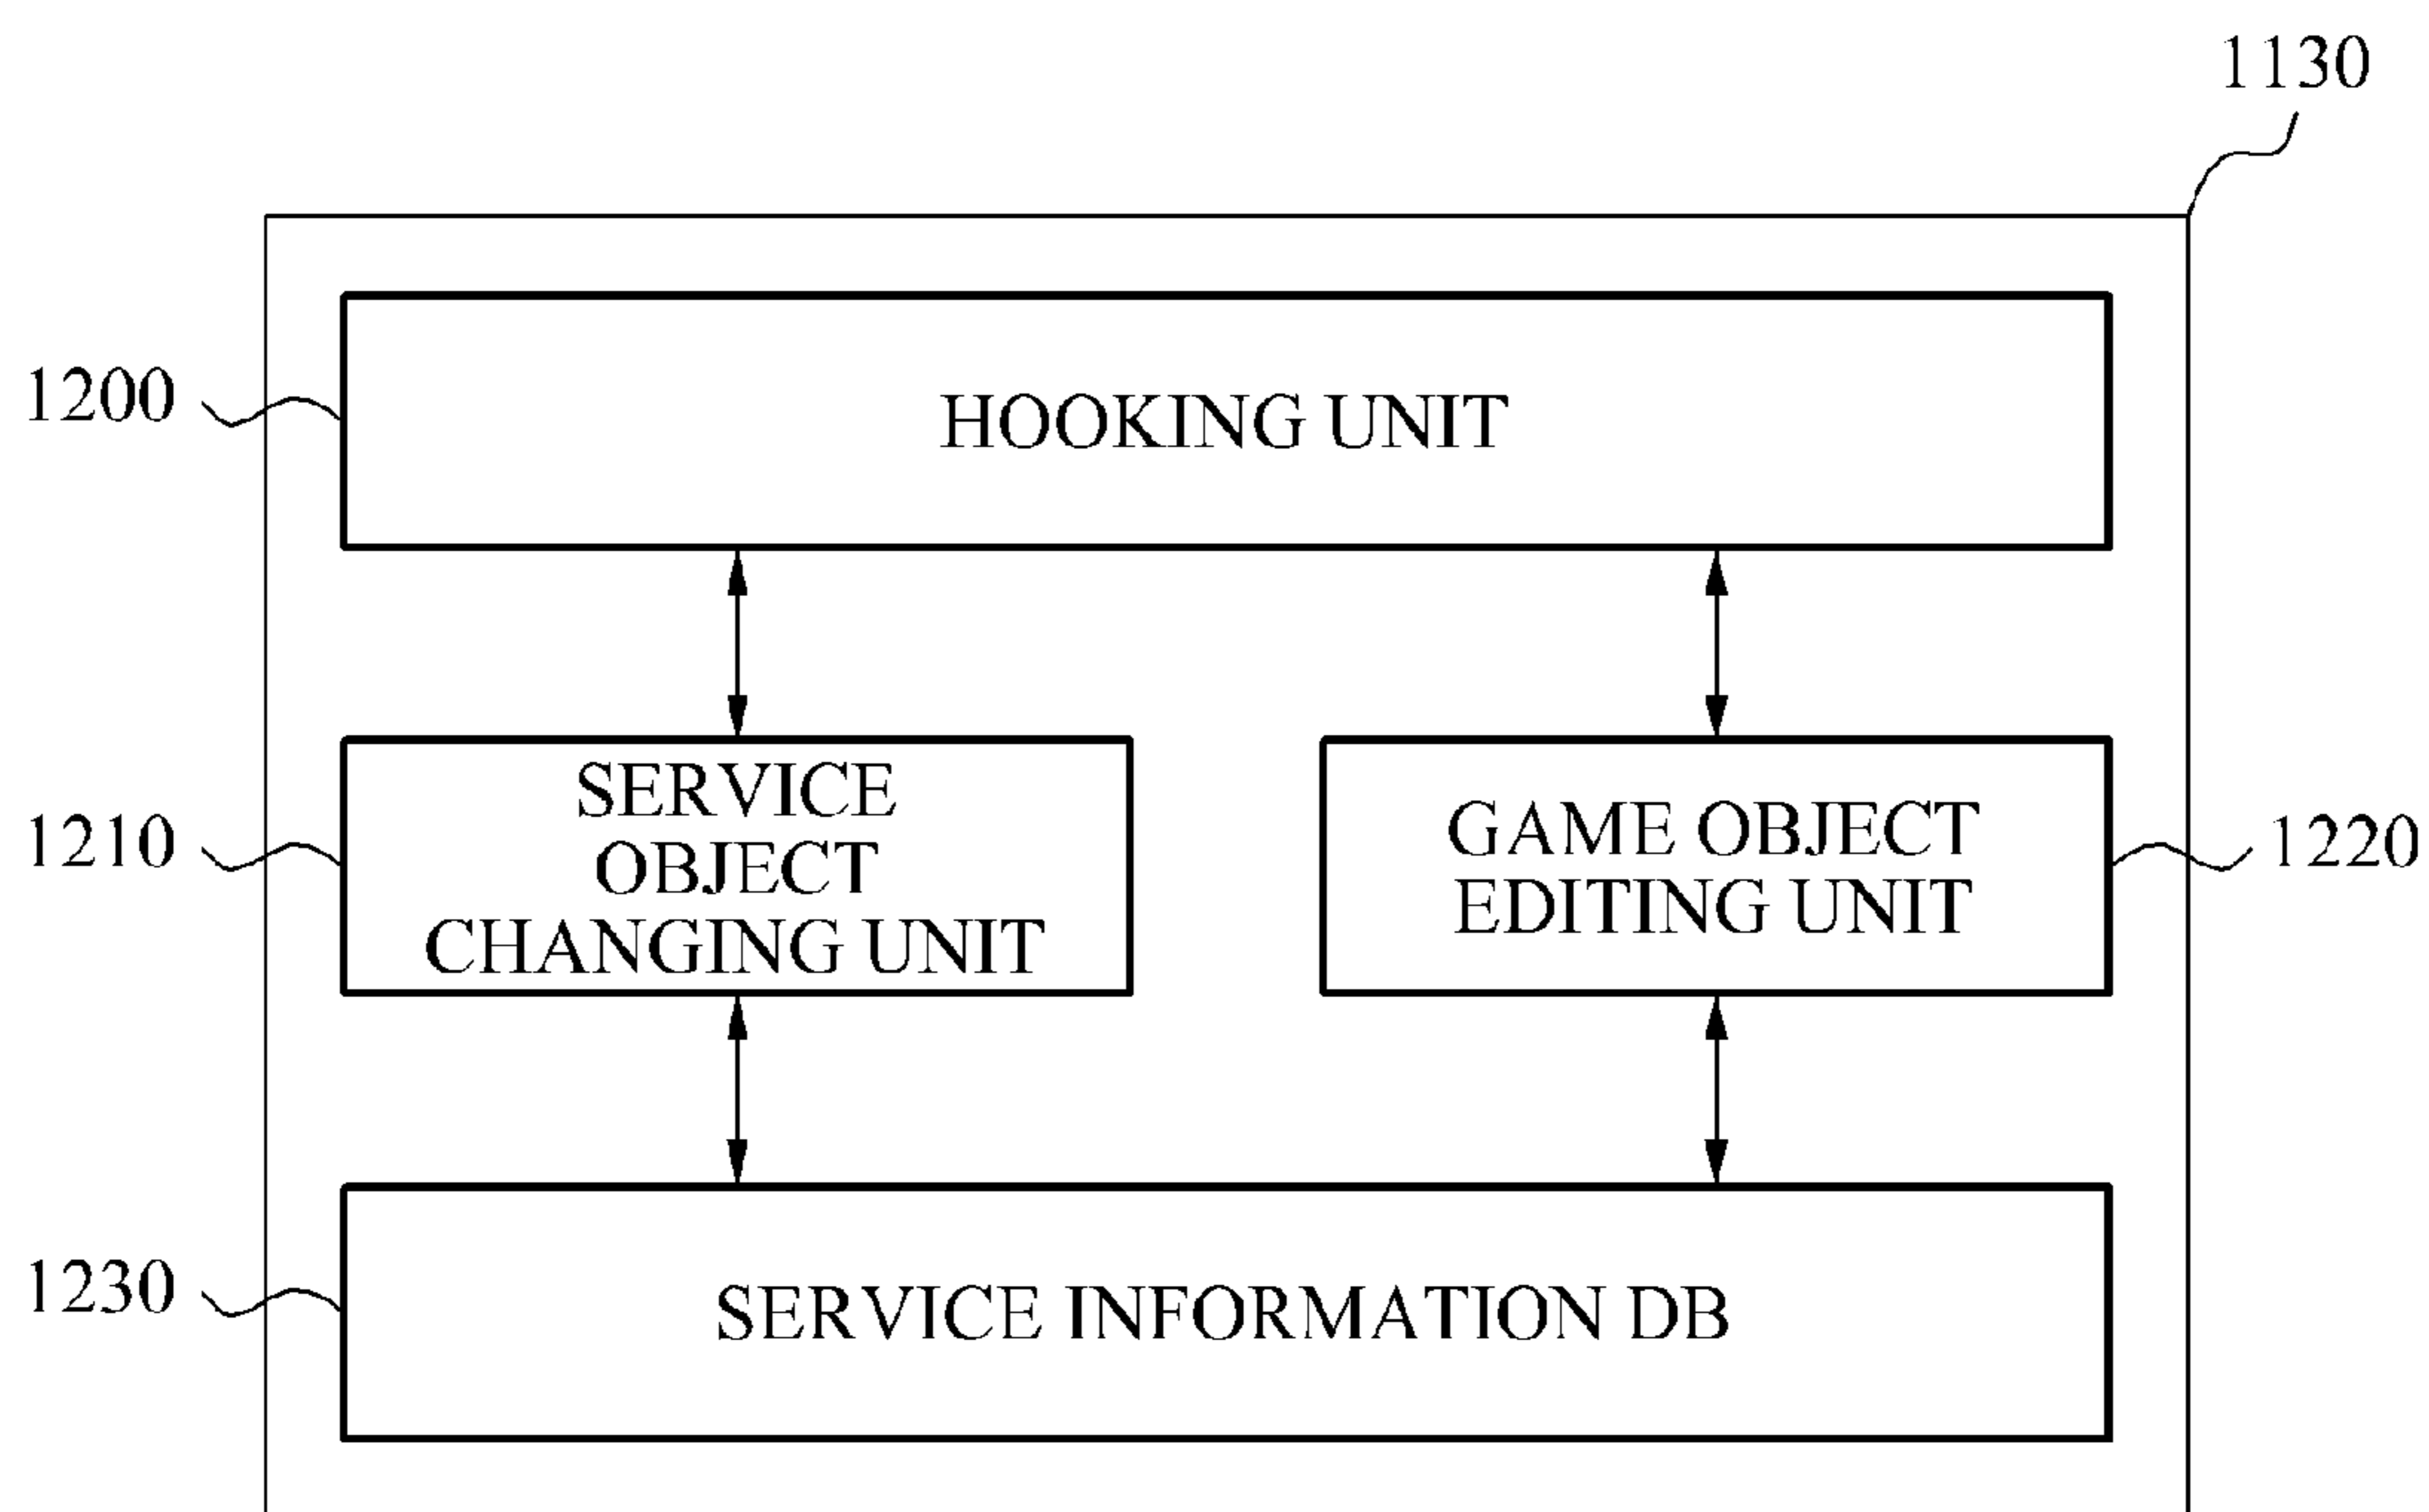 1130
1200
HOOKING UNIT
1210
SERVICE
OBJECT
CHANGING UNIT
GAME OBJECT
EDITING UNIT
1220
1230
SERVICE INFORMATION DB